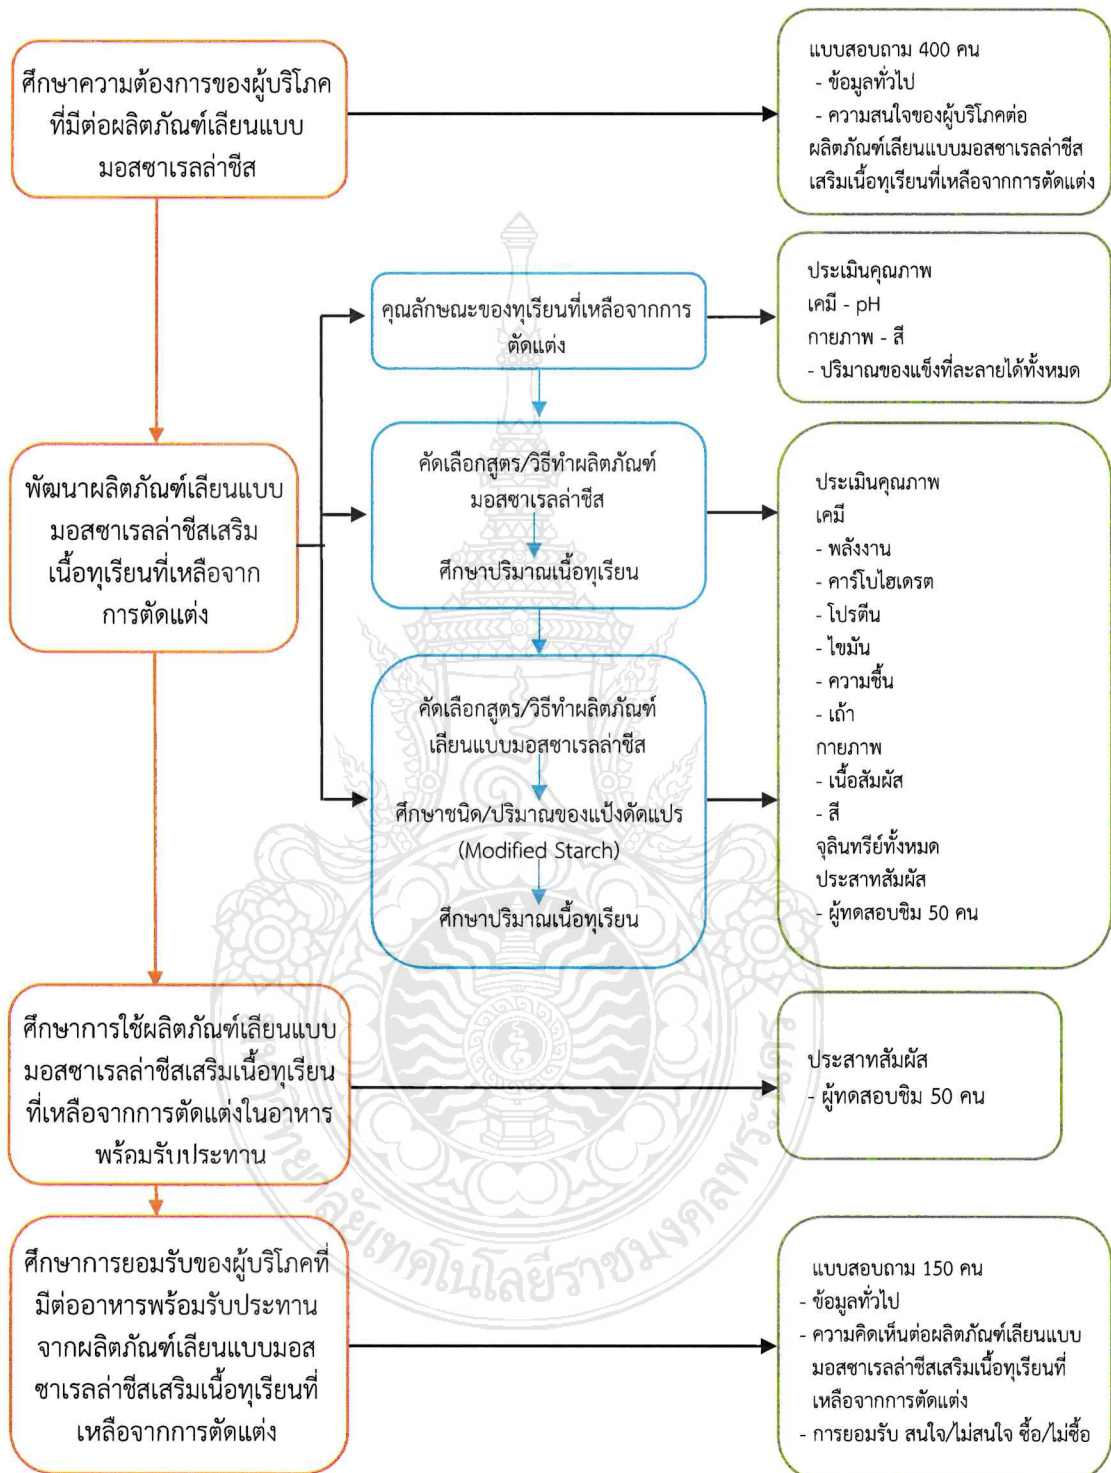 ศึกษาความต้องการของผู้บริโภค
ที่มีต่อผลิตภัณฑ์เลียนแบบ
มอสซาเรลล่าชีส
แบบสอบถาม 400 คน
- ข้อมูลทั่วไป
- ความสนใจของผู้บริโภคต่อ
ผลิตภัณฑ์เลียนแบบมอสซาเรลล่าชีส
เสริมเนื้อทุเรียนที่เหลือจากการตัดแต่ง
พัฒนาผลิตภัณฑ์เลียนแบบ
มอสซาเรลล่าชีสเสริม
เนื้อทุเรียนที่เหลือจาก
การตัดแต่ง
คุณลักษณะของทุเรียนที่เหลือจากการ
ตัดแต่ง
ประเมินคุณภาพ
เคมี - pH
กายภาพ - สี
- ปริมาณของแข็งที่ละลายได้ทั้งหมด
คัดเลือกสูตร/วิธีทำผลิตภัณฑ์
มอสซาเรลล่าชีส
ศึกษาปริมาณเนื้อทุเรียน
คัดเลือกสูตร/วิธีทำผลิตภัณฑ์
เลียนแบบมอสซาเรลล่าชีส
ศึกษาชนิด/ปริมาณของแป้งดัดแปร
(Modified Starch)
ศึกษาปริมาณเนื้อทุเรียน
ประเมินคุณภาพ
เคมี
- พลังงาน
- คาร์โบไฮเดรต
- โปรตีน
- ไขมัน
- ความชื้น
- เถ้า
กายภาพ
- เนื้อสัมผัส
- สี
จุลินทรีย์ทั้งหมด
ประสาทสัมผัส
- ผู้ทดสอบชิม 50 คน
ศึกษาการใช้ผลิตภัณฑ์เลียนแบบ
มอสซาเรลล่าชีสเสริมเนื้อทุเรียน
ที่เหลือจากการตัดแต่งในอาหาร
พร้อมรับประทาน
ประสาทสัมผัส
- ผู้ทดสอบชิม 50 คน
ศึกษาการยอมรับของผู้บริโภคที่
มีต่ออาหารพร้อมรับประทาน
จากผลิตภัณฑ์เลียนแบบมอส
ซาเรลล่าชีสเสริมเนื้อทุเรียนที่
เหลือจากการตัดแต่ง
แบบสอบถาม 150 คน
- ข้อมูลทั่วไป
- ความคิดเห็นต่อผลิตภัณฑ์เลียนแบบ
มอสซาเรลล่าชีสเสริมเนื้อทุเรียนที่
เหลือจากการตัดแต่ง
- การยอมรับ สนใจ/ไม่สนใจ ซื้อ/ไม่ซื้อ
มหาวิทยาลัยเทคโนโลยีราชมงคลพระนคร